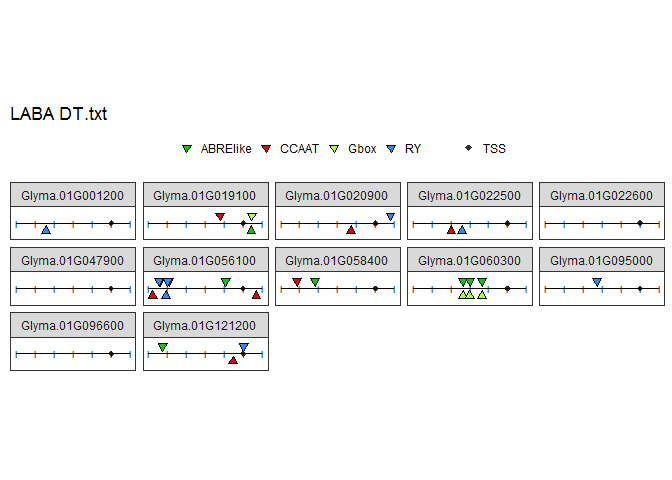 LABA DT.txt
ABRElike CCAAT Gbox RY TSS
Glyma.01G001200 Glyma.01G019100 Glyma.01G020900 Glyma.01G022500 Glyma.01G022600
Glyma.01G047900 Glyma.01G056100 Glyma.01G058400 Glyma.01G060300 Glyma.01G095000
Glyma.01G096600 Glyma.01G121200